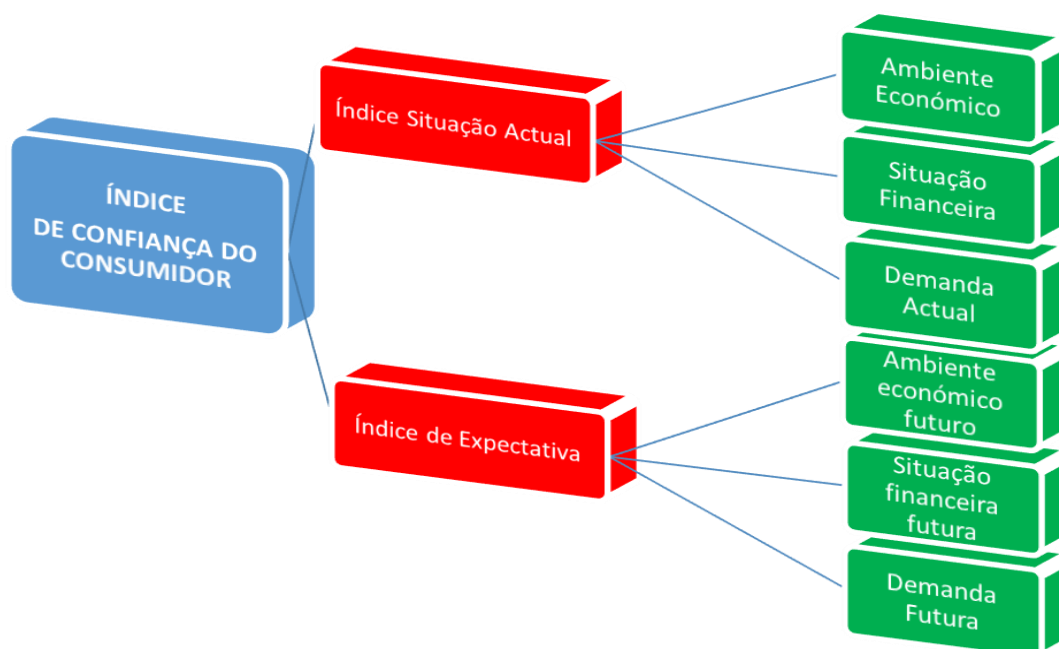 ÍNDICE
DE CONFIANÇA DO
CONSUMIDOR
Índice Situação Actual
Índice de Expectativa
Ambiente
Económico
Situação
Financeira
Demanda
Actual
Ambiente
económico
futuro
Situação
financeira
futura
Demanda
Futura